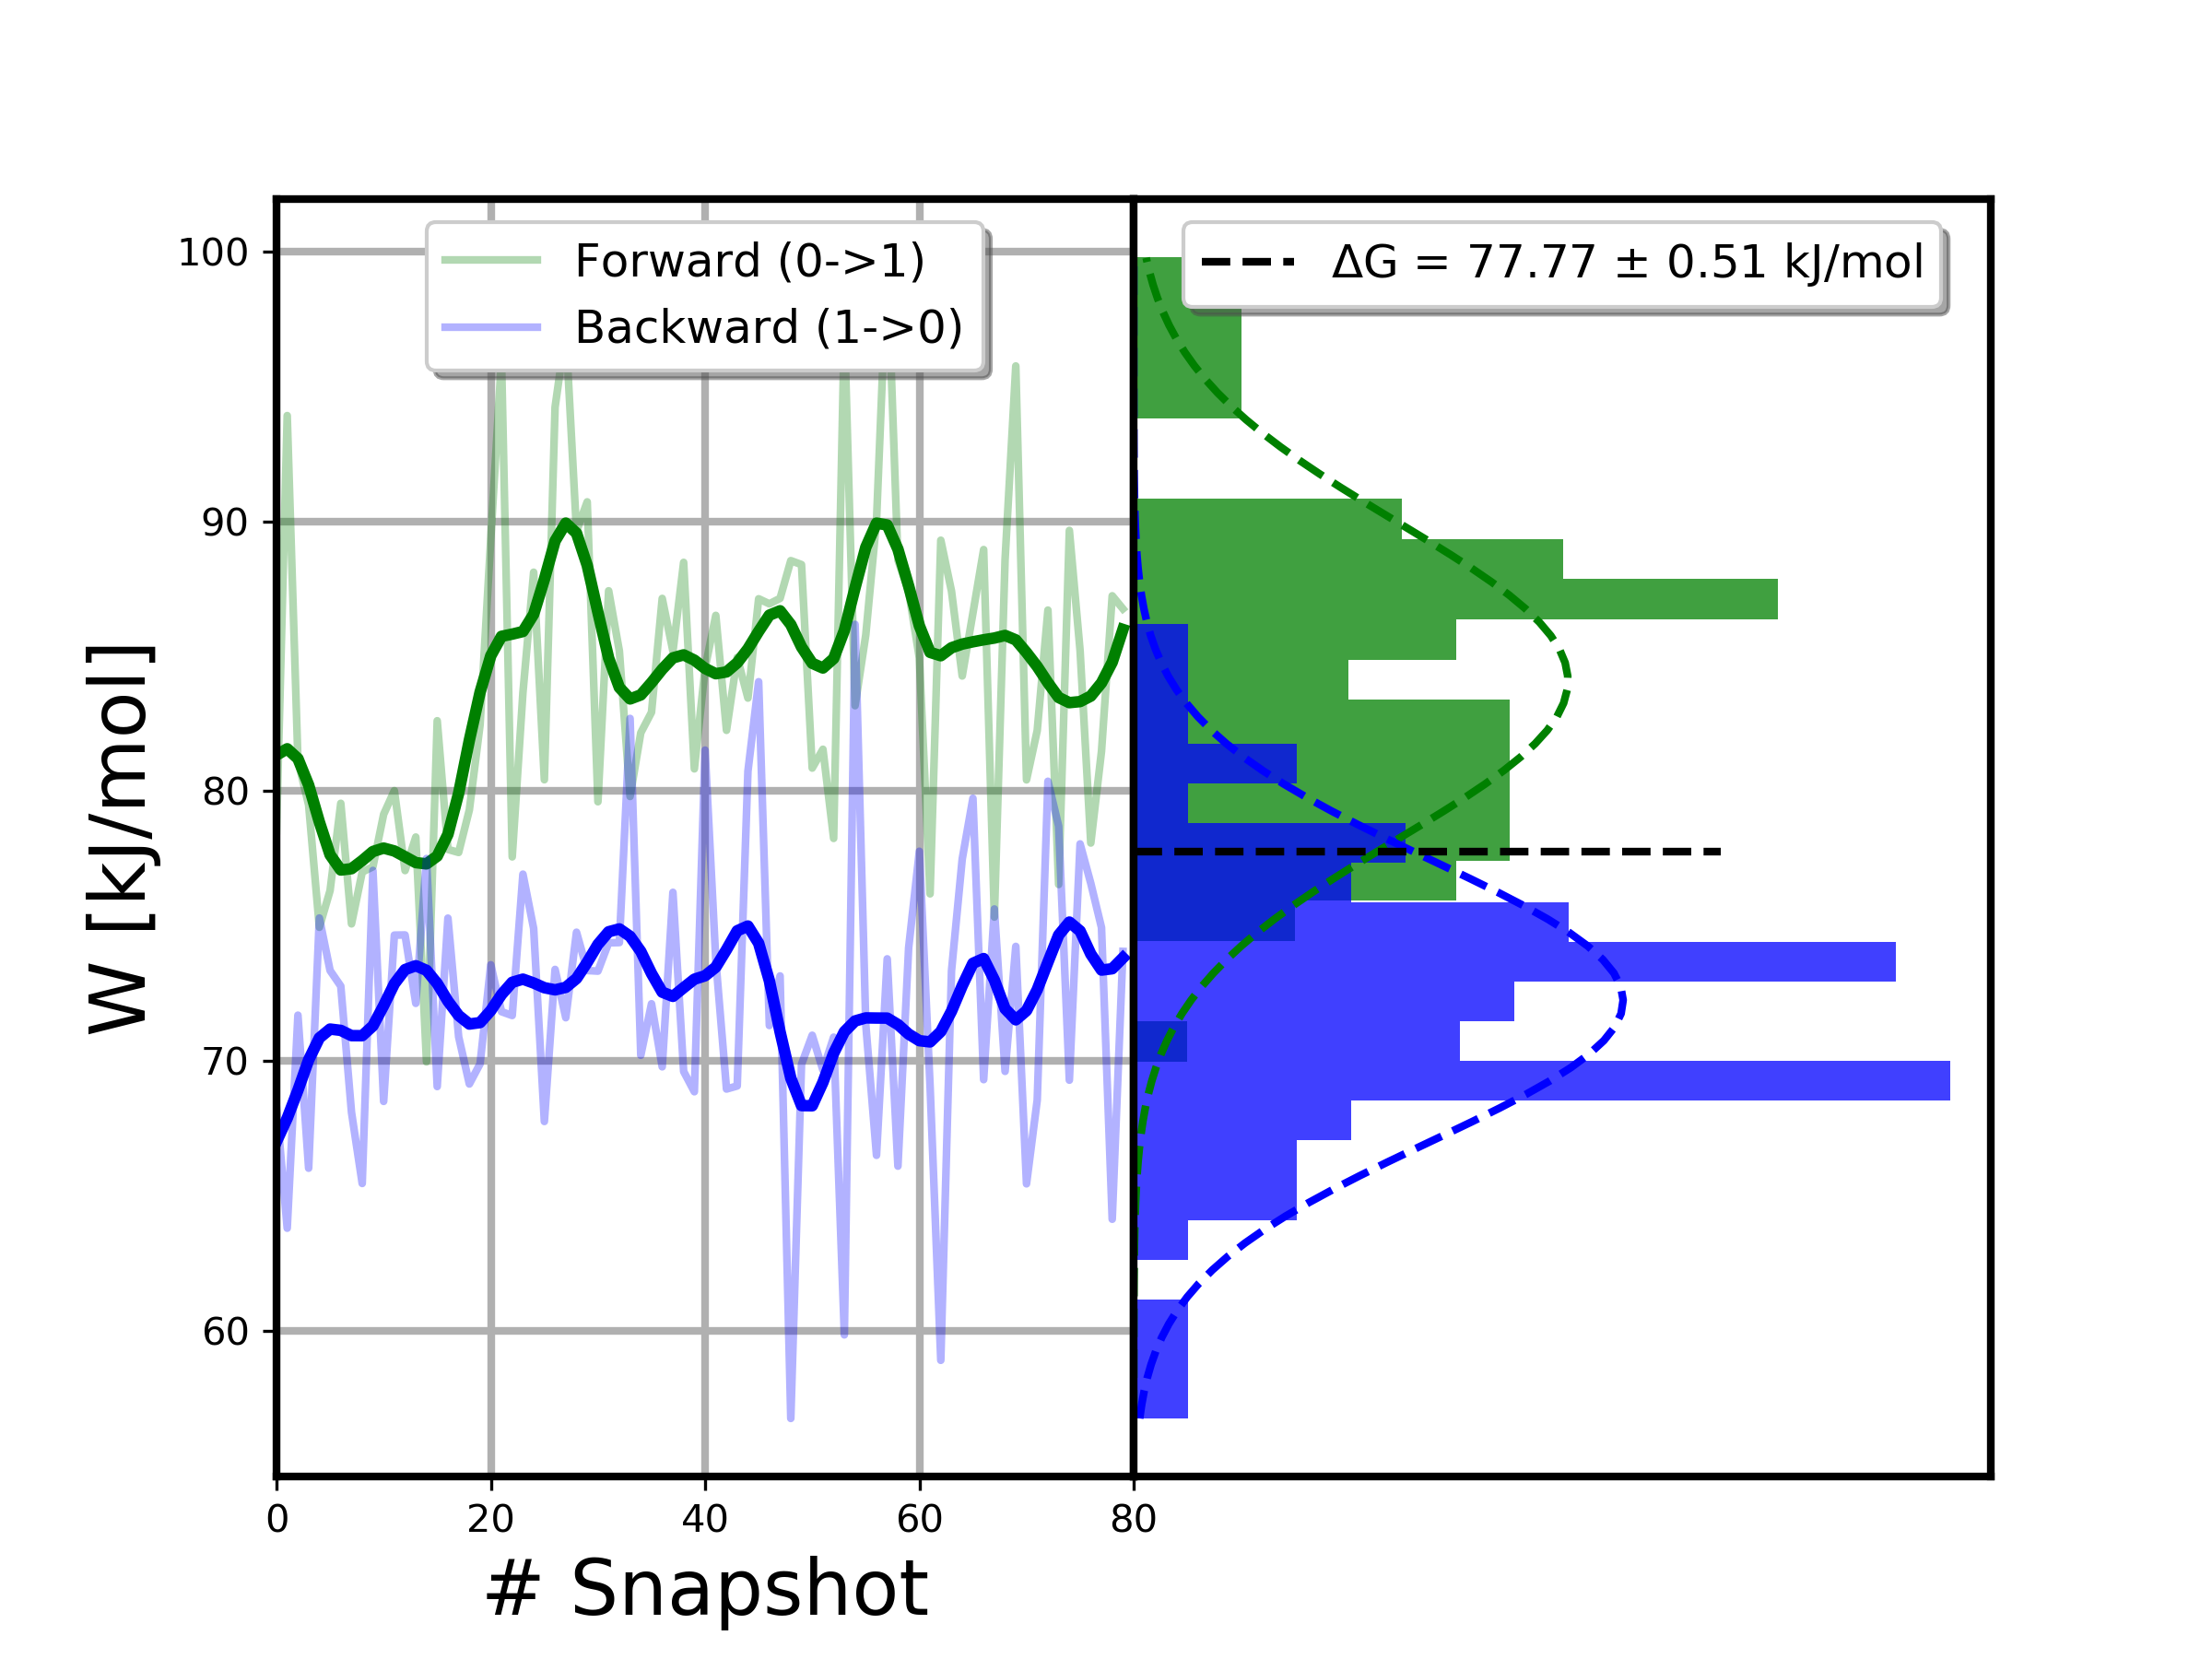 Forward (0->1)
Backward (1->0)
ΔG = 77.77 ± 0.51 kJ/mol
W [kJ/mol]
100
90
80
70
60
0 20 40 60 80
# Snapshot